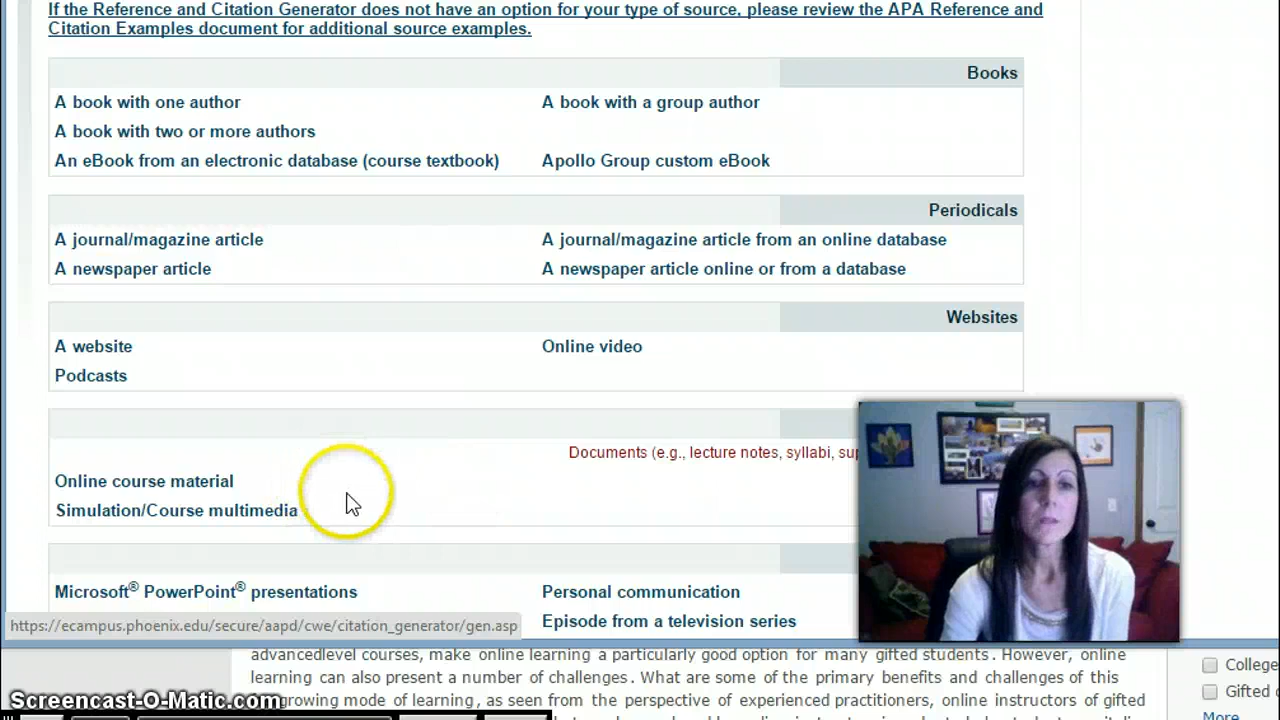 If the Reference and Citation Generator does not have an option for your type of source, please review the APA Reference and
Citation Examples document for additional source examples.
Books
A book with one author
A book with a group author
A book with two or more authors
An eBook from an electronic database (course textbook)
Apollo Group custom eBook
Periodicals
A journal/magazine article
A journal/magazine article from an online database
A newspaper article
A newspaper article online or from a database
Websites
A website
Online video
Podcasts
Documents (e.g., lecture notes, syllabi,
Online course material
Simulation/Course multimedia
Microsoft® PowerPoint® presentations
Personal communication
Episode from a television series
https://ecampus.phoenix.edu/secure/aapd/cwe/citation_generator/gen.asp
advancedlevel courses, make online learning a particularly good option for many gifted students. However, online
learning can also present a number of challenges. What are some of the primary benefits and challenges of this
growing mode of learning, as seen from the perspective of experienced practitioners, online instructors of gifted
College
Gifted
More
Screencast-O-Matic.com